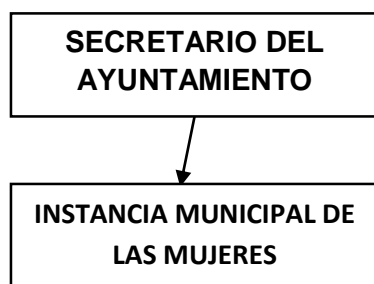 SECRETARIO DEL
AYUNTAMIENTO
INSTANCIA MUNICIPAL DE
LAS MUJERES